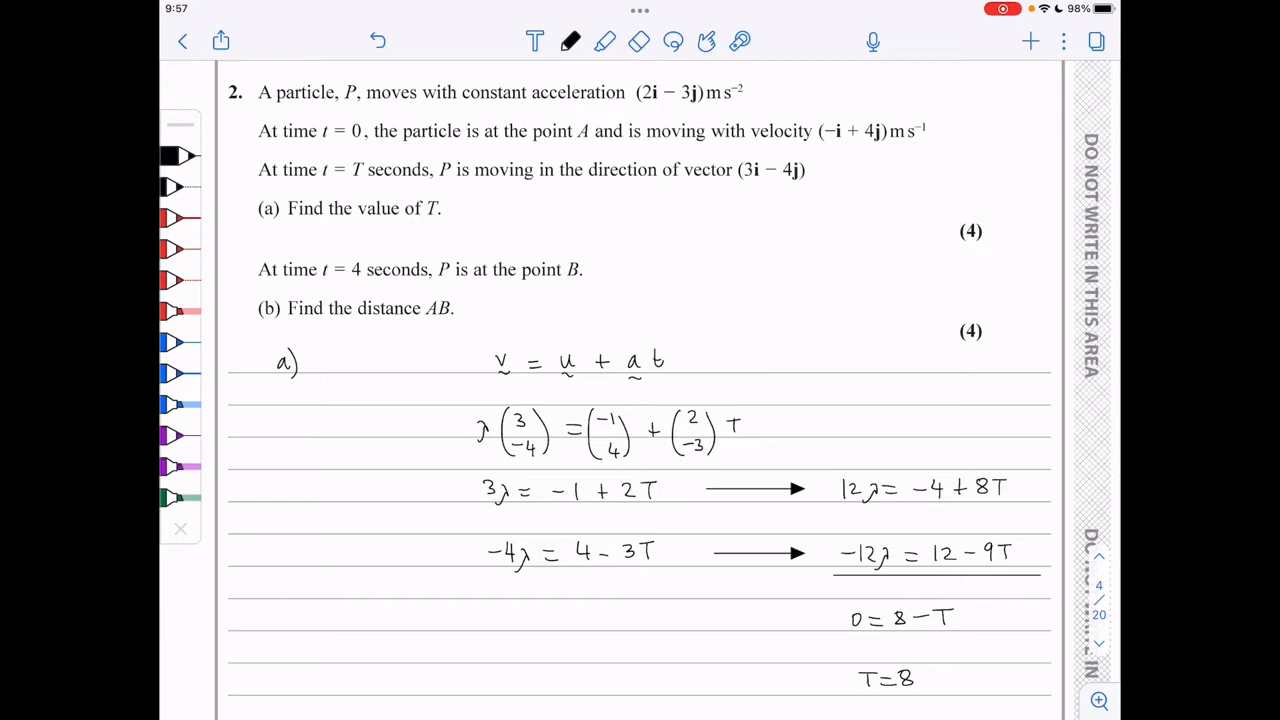 9:57
98%
2. A particle, P, moves with constant acceleration (2i − 3j) m s⁻²
At time t = 0, the particle is at the point A and is moving with velocity (−i + 4j) m s⁻¹
At time t = T seconds, P is moving in the direction of vector (3i − 4j)
(a) Find the value of T.
(4)
At time t = 4 seconds, P is at the point B.
(b) Find the distance AB.
(4)
a) v = u + a t
λ(3 −4) = (−1 4) + (2 −3) T
3λ = −1 + 2T → 12λ = −4 + 8T
−4λ = 4 − 3T → −12λ = 12 − 9T
0 = 8 − T
T = 8
DO NOT WRITE IN THIS AREA
4
/
20